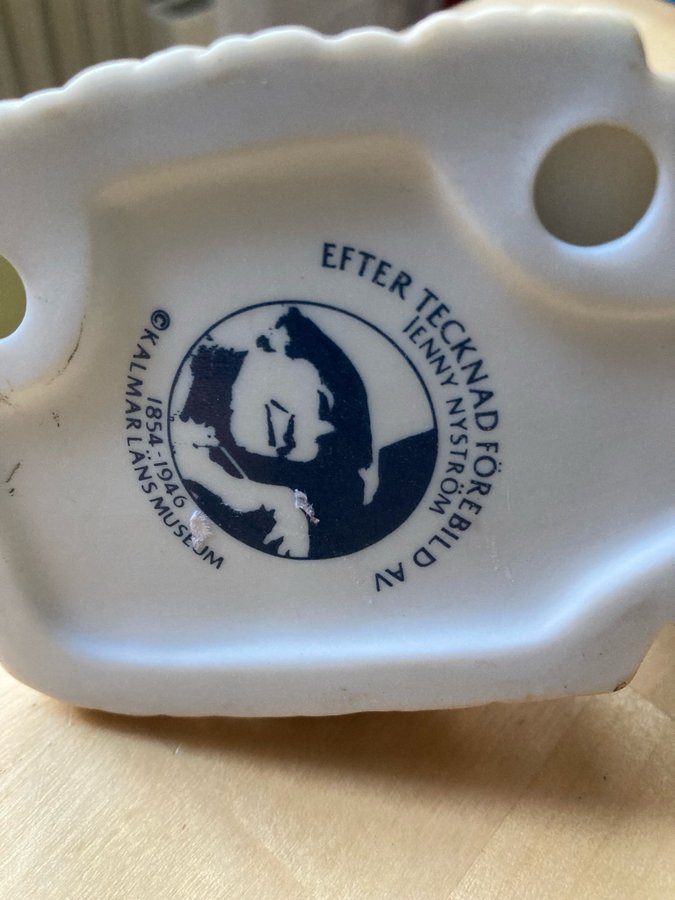 EFTER TECKNAD FÖREBILD AV
JENNY NYSTRÖM
1854-1946
©KALMAR LÄNS MUSEUM